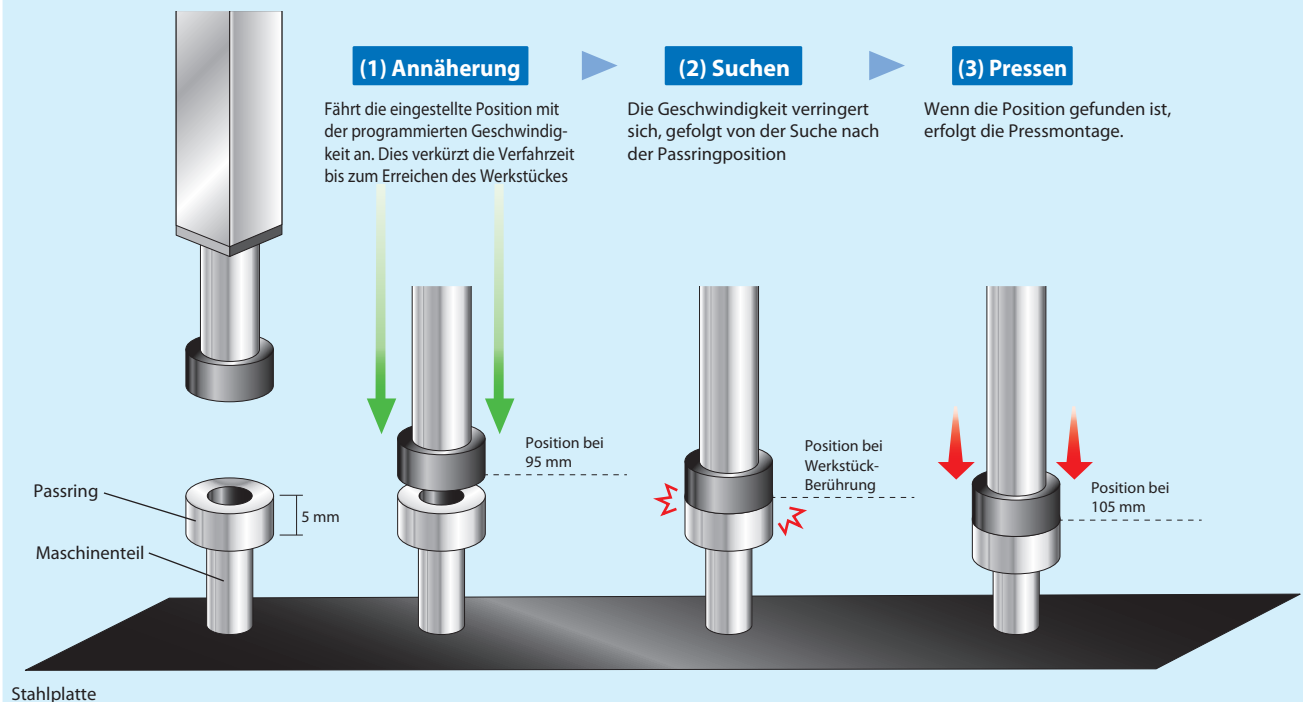 (1) Annäherung
Fährt die eingestellte Position mit
der programmierten Geschwindig-
keit an. Dies verkürzt die Verfahrzeit
bis zum Erreichen des Werkstückes
(2) Suchen
Die Geschwindigkeit verringert
sich, gefolgt von der Suche nach
der Passringposition
(3) Pressen
Wenn die Position gefunden ist,
erfolgt die Pressmontage.
Passring
5 mm
Maschinenteil
Position bei
95 mm
Position bei
Werkstück-
Berührung
Position bei
105 mm
Stahlplatte